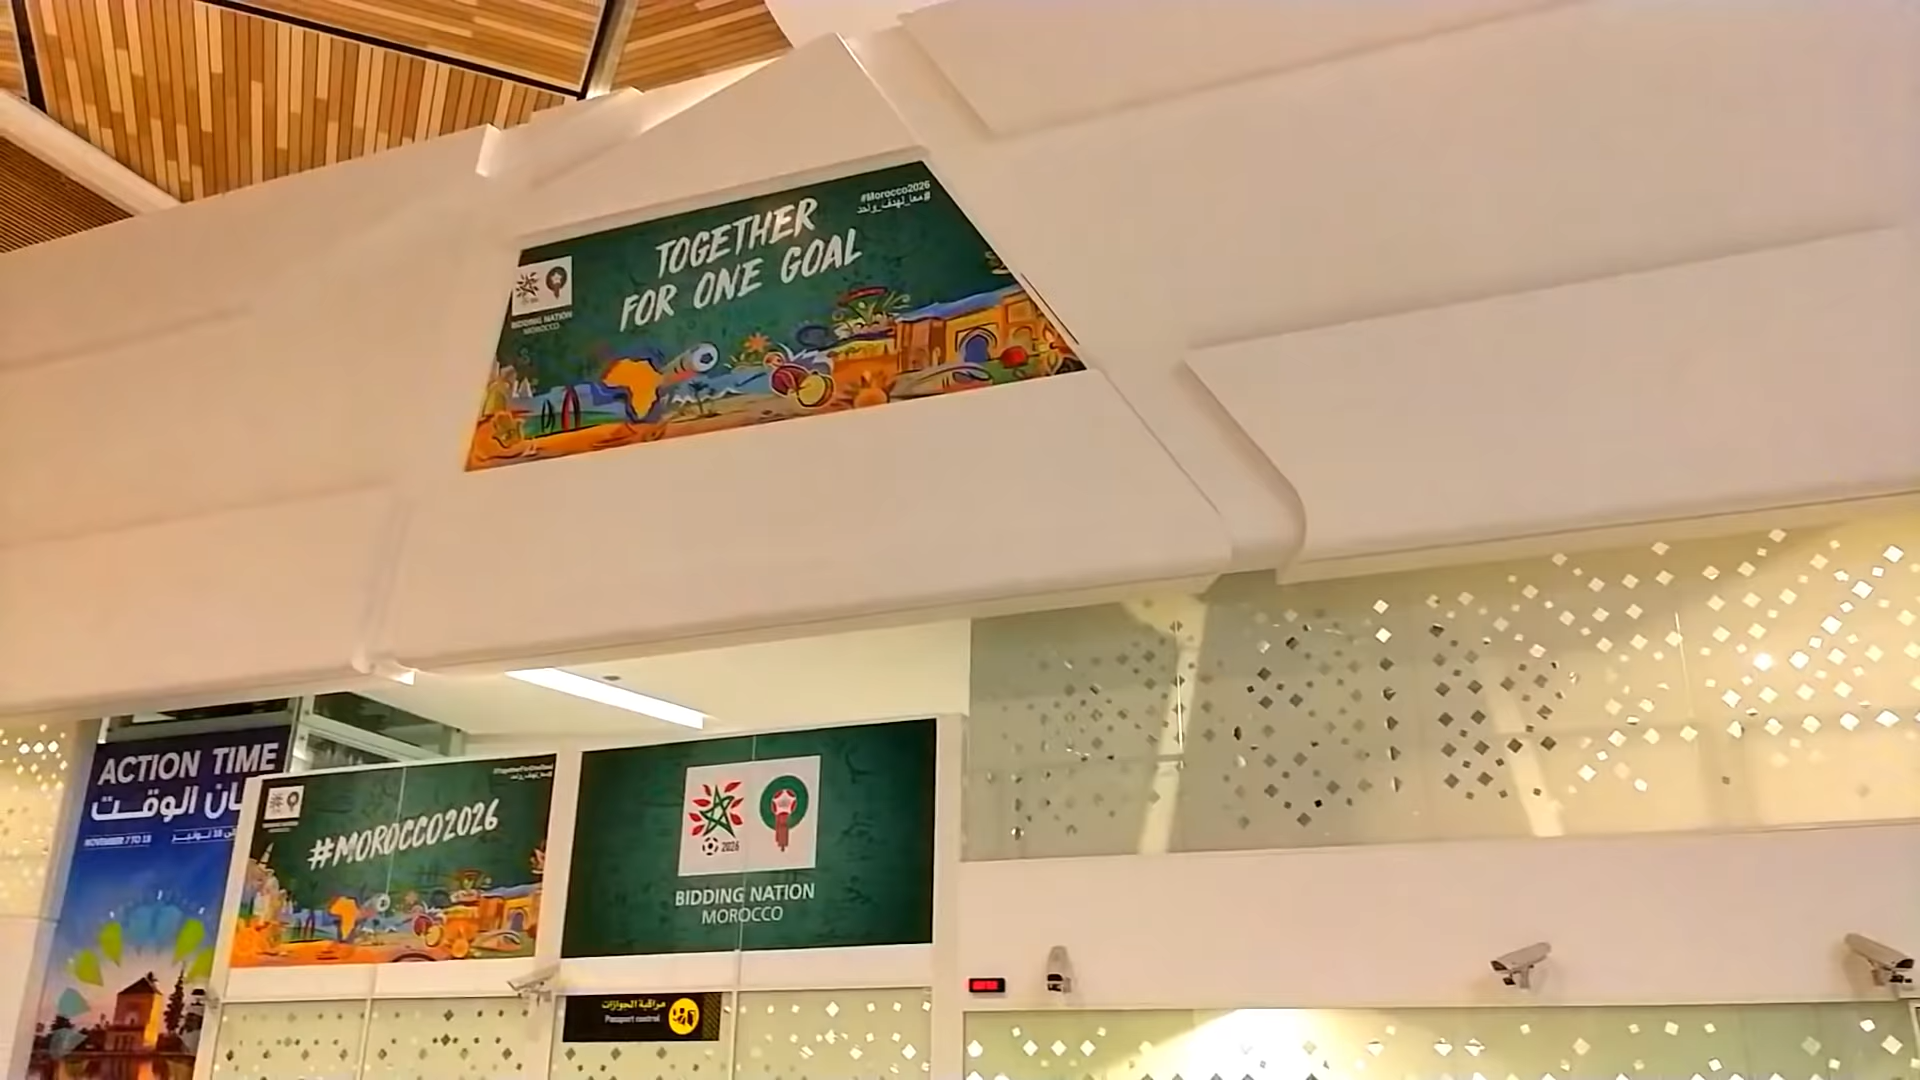 #Morocco2026
#معا_لهدف_واحد
TOGETHER
FOR ONE GOAL
BIDDING NATION
MOROCCO
ACTION TIME
ان الوقت
NOVEMBER 7 TO 18
#MOROCCO2026
2026
BIDDING NATION
MOROCCO
مراقبة الجوازات
Passport control